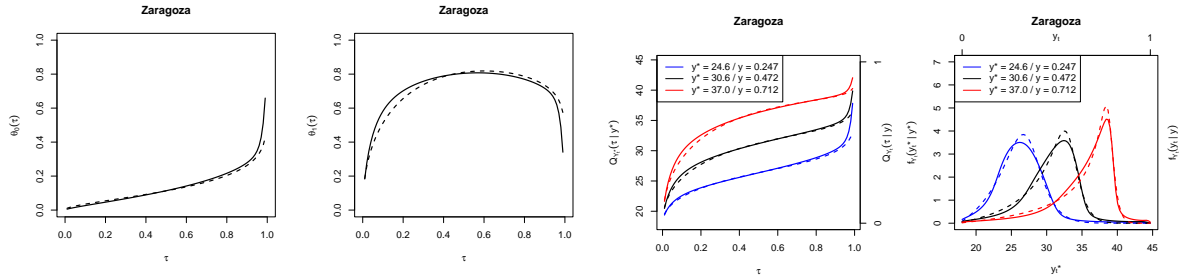 Zaragoza
θ0(τ)
0.0 0.2 0.4 0.6 0.8 1.0
0.0 0.2 0.4 0.6 0.8 1.0
τ
Zaragoza
θ1(τ)
0.0 0.2 0.4 0.6 0.8 1.0
0.0 0.2 0.4 0.6 0.8 1.0
τ
Zaragoza
y* = 24.6 / y = 0.247
y* = 30.6 / y = 0.472
y* = 37.0 / y = 0.712
QYt*(τ | y*)
20 25 30 35 40 45
QYt(τ | y)
0 1
0.0 0.2 0.4 0.6 0.8 1.0
τ
Zaragoza
yt
0 1
y* = 24.6 / y = 0.247
y* = 30.6 / y = 0.472
y* = 37.0 / y = 0.712
fYt*(yt* | y*)
0 1 2 3 4 5 6 7
fYt(yt | y)
20 25 30 35 40 45
yt*